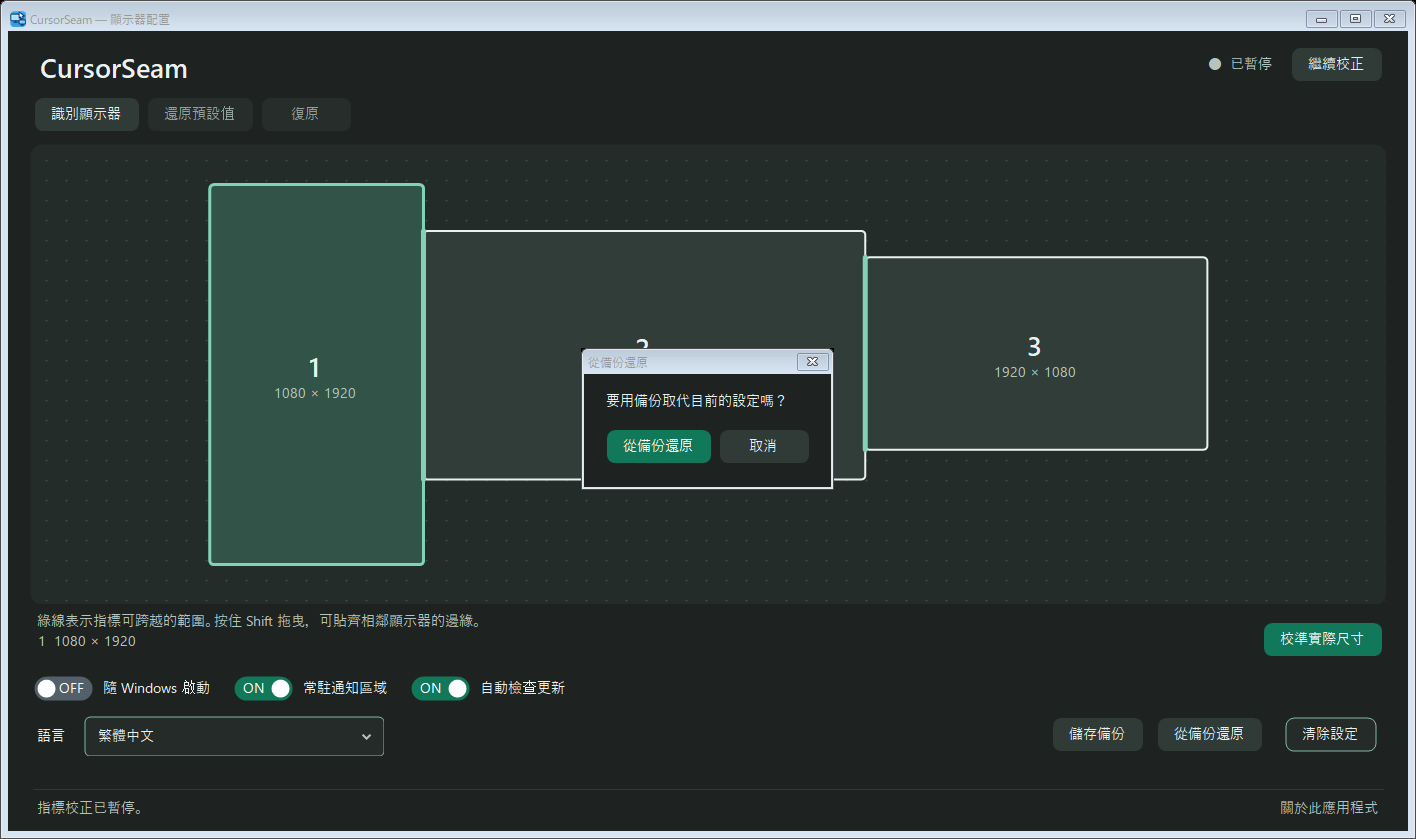 CursorSeam — 顯示器配置
CursorSeam
已暫停
繼續校正
識別顯示器
還原預設值
復原
1
1080 × 1920
2
3
1920 × 1080
從備份還原
要用備份取代目前的設定嗎？
從備份還原
取消
綠線表示指標可跨越的範圍。按住 Shift 拖曳，可貼齊相鄰顯示器的邊緣。
1 1080 × 1920
校準實際尺寸
OFF 隨 Windows 啟動
ON 常駐通知區域
ON 自動檢查更新
語言
繁體中文
儲存備份
從備份還原
清除設定
指標校正已暫停。
關於此應用程式